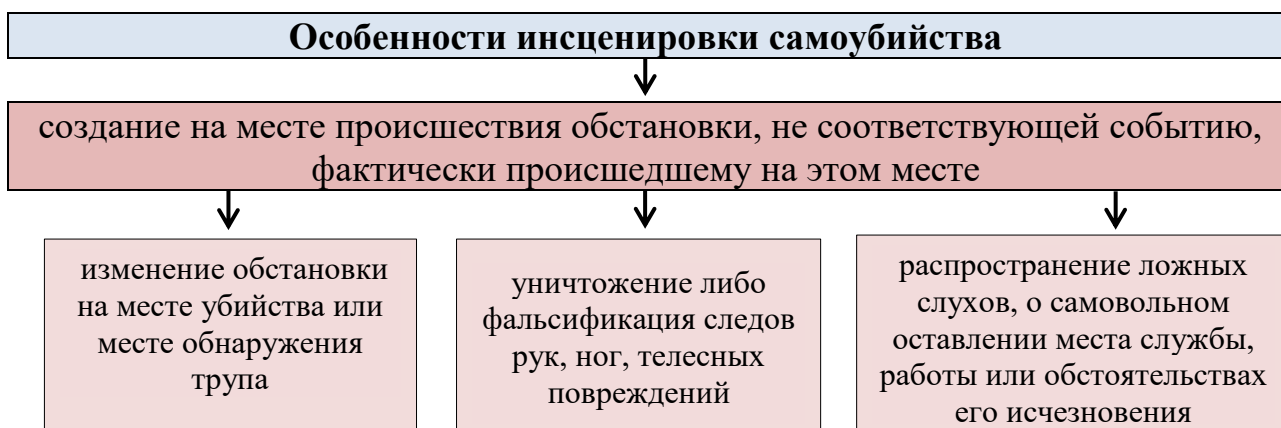 Особенности инсценировки самоубийства
создание на месте происшествия обстановки, не соответствующей событию,
фактически происшедшему на этом месте
изменение обстановки
на месте убийства или
месте обнаружения
трупа
уничтожение либо
фальсификация следов
рук, ног, телесных
повреждений
распространение ложных
слухов, о самовольном
оставлении места службы,
работы или обстоятельствах
его исчезновения